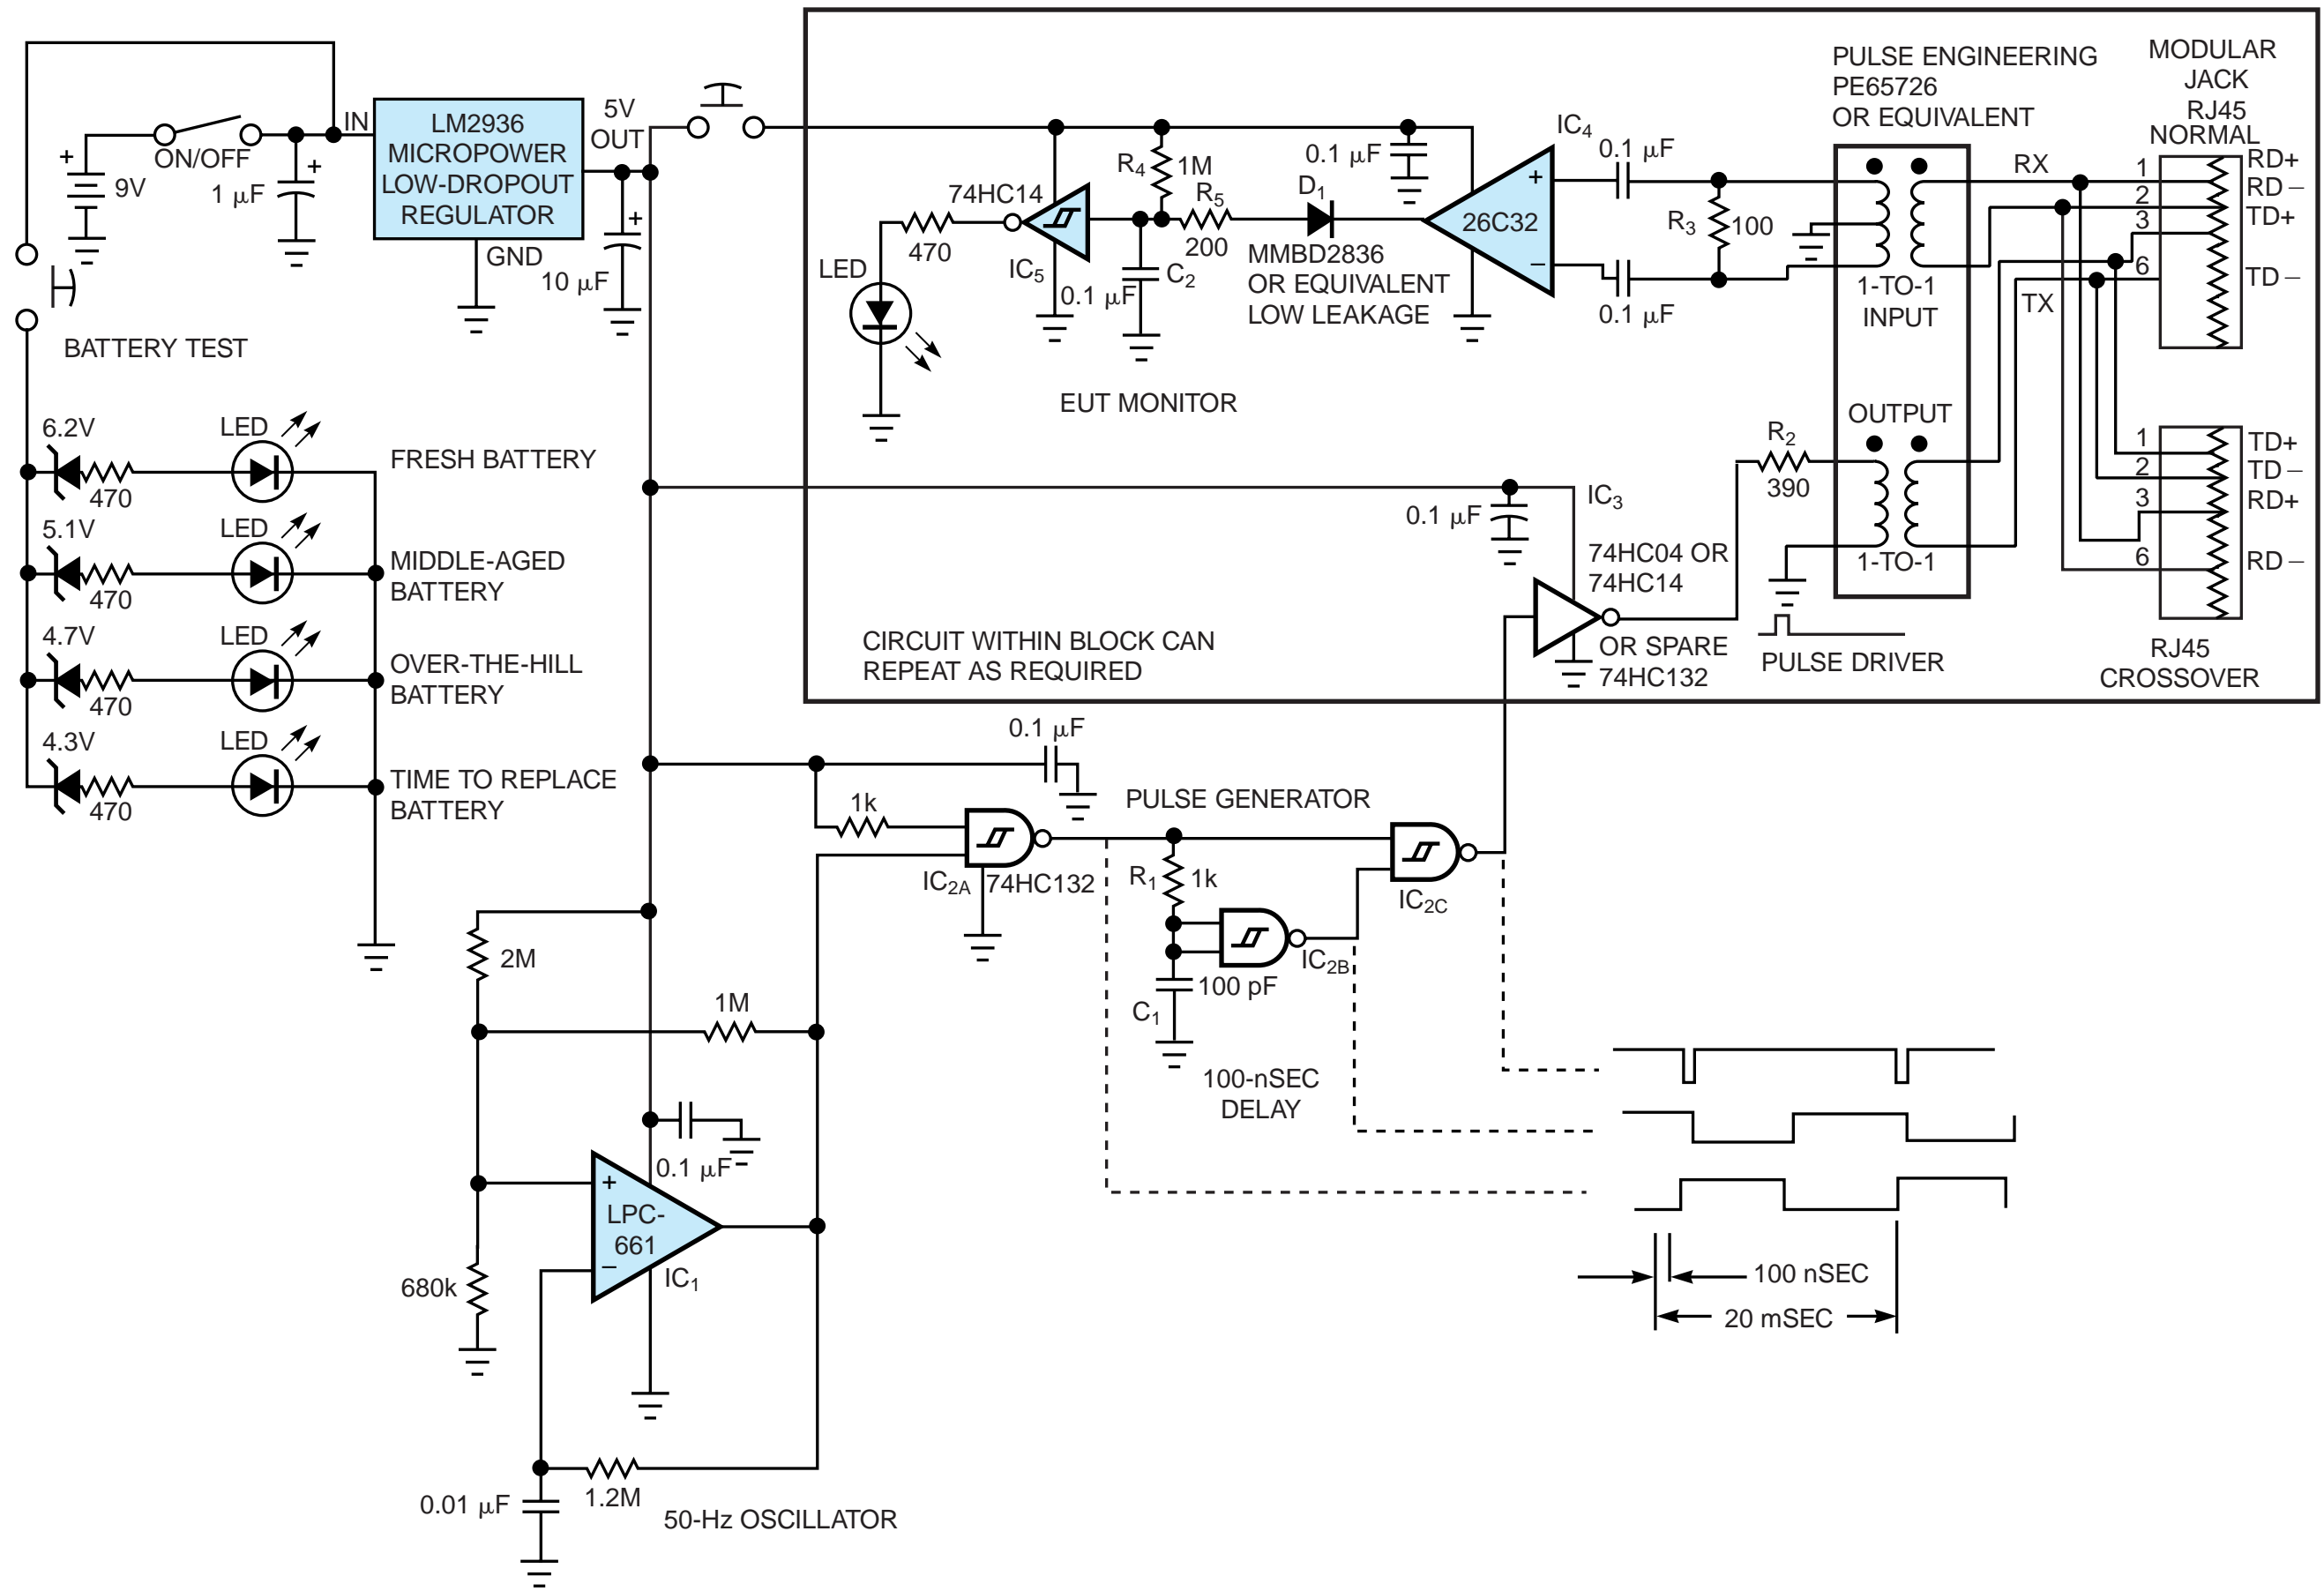 IN
LM2936
MICROPOWER
LOW-DROPOUT
REGULATOR
GND
5V
OUT
+
9V
ON/OFF
1 μF
+
10 μF
+
BATTERY TEST
6.2V
470
LED
FRESH BATTERY
5.1V
470
LED
MIDDLE-AGED
BATTERY
4.7V
470
LED
OVER-THE-HILL
BATTERY
4.3V
470
LED
TIME TO REPLACE
BATTERY
LED
470
74HC14
IC5
0.1 μF
C2
R4
1M
R5
200
D1
MMBD2836
OR EQUIVALENT
LOW LEAKAGE
0.1 μF
IC4
26C32
+
–
0.1 μF
0.1 μF
R3
100
EUT MONITOR
PULSE ENGINEERING
PE65726
OR EQUIVALENT
1-TO-1
INPUT
OUTPUT
1-TO-1
RX
TX
MODULAR
JACK
RJ45
NORMAL
1
2
3
6
RD+
RD–
TD+
TD–
1
2
3
6
TD+
TD–
RD+
RD–
RJ45
CROSSOVER
R2
390
0.1 μF
IC3
74HC04 OR
74HC14
OR SPARE
74HC132
PULSE DRIVER
CIRCUIT WITHIN BLOCK CAN
REPEAT AS REQUIRED
0.1 μF
1k
IC2A
74HC132
PULSE GENERATOR
R1
1k
IC2B
IC2C
100 pF
C1
100-nSEC
DELAY
2M
1M
0.1 μF
+
LPC-
661
–
IC1
680k
1.2M
0.01 μF
50-Hz OSCILLATOR
100 nSEC
20 mSEC